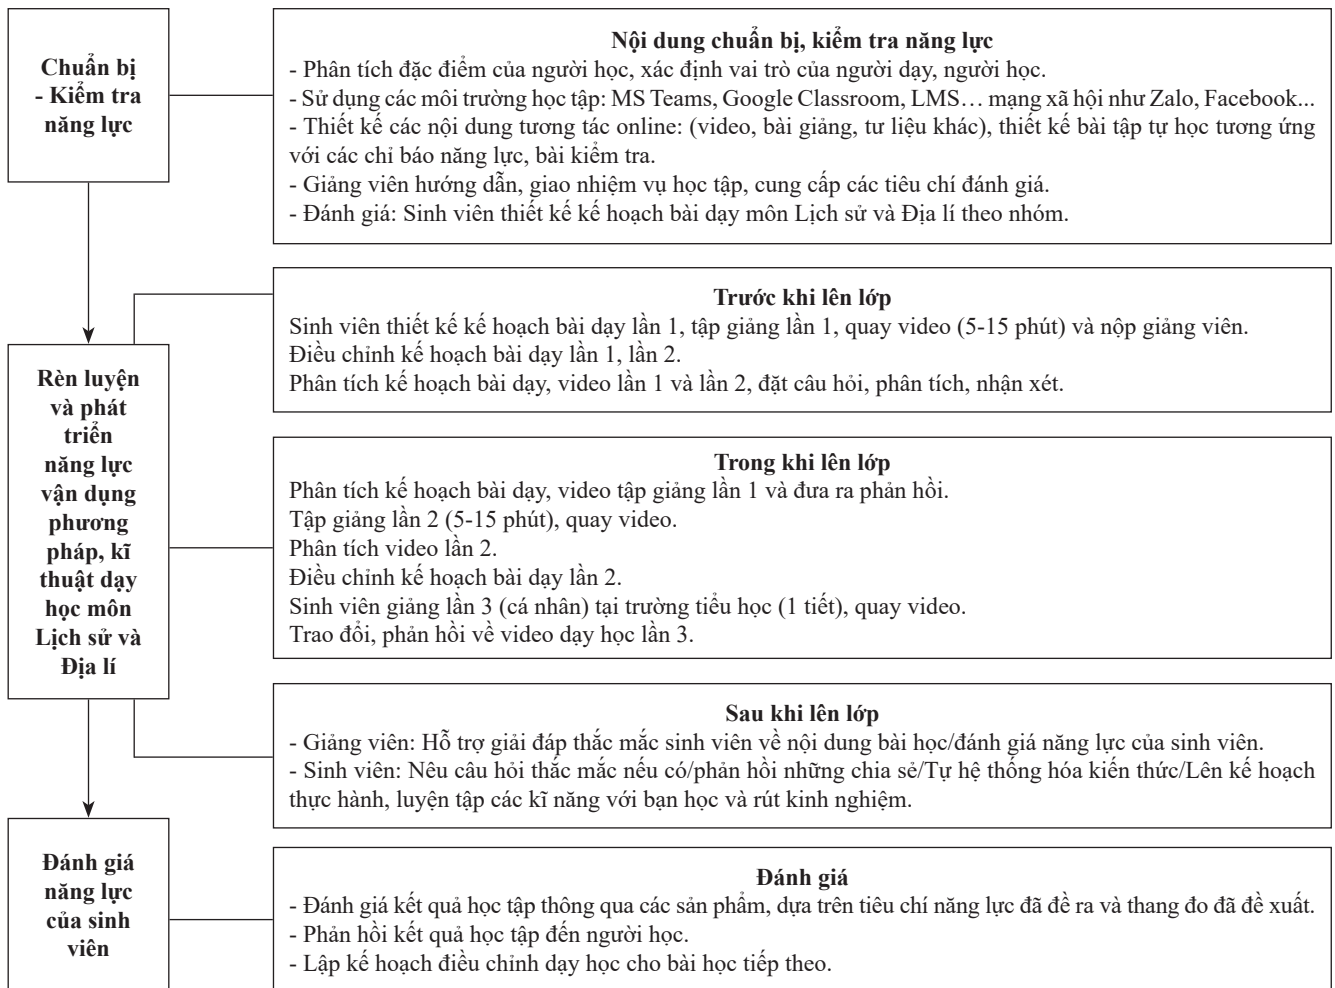 Chuẩn bị
- Kiểm tra
năng lực
Nội dung chuẩn bị, kiểm tra năng lực
- Phân tích đặc điểm của người học, xác định vai trò của người dạy, người học.
- Sử dụng các môi trường học tập: MS Teams, Google Classroom, LMS… mạng xã hội như Zalo, Facebook...
- Thiết kế các nội dung tương tác online: (video, bài giảng, tư liệu khác), thiết kế bài tập tự học tương ứng
với các chỉ báo năng lực, bài kiểm tra.
- Giảng viên hướng dẫn, giao nhiệm vụ học tập, cung cấp các tiêu chí đánh giá.
- Đánh giá: Sinh viên thiết kế kế hoạch bài dạy môn Lịch sử và Địa lí theo nhóm.
Rèn luyện
và phát
triển
năng lực
vận dụng
phương
pháp, kĩ
thuật dạy
học môn
Lịch sử và
Địa lí
Trước khi lên lớp
Sinh viên thiết kế kế hoạch bài dạy lần 1, tập giảng lần 1, quay video (5-15 phút) và nộp giảng viên.
Điều chỉnh kế hoạch bài dạy lần 1, lần 2.
Phân tích kế hoạch bài dạy, video lần 1 và lần 2, đặt câu hỏi, phân tích, nhận xét.
Trong khi lên lớp
Phân tích kế hoạch bài dạy, video tập giảng lần 1 và đưa ra phản hồi.
Tập giảng lần 2 (5-15 phút), quay video.
Phân tích video lần 2.
Điều chỉnh kế hoạch bài dạy lần 2.
Sinh viên giảng lần 3 (cá nhân) tại trường tiểu học (1 tiết), quay video.
Trao đổi, phản hồi về video dạy học lần 3.
Sau khi lên lớp
- Giảng viên: Hỗ trợ giải đáp thắc mắc sinh viên về nội dung bài học/đánh giá năng lực của sinh viên.
- Sinh viên: Nêu câu hỏi thắc mắc nếu có/phản hồi những chia sẻ/Tự hệ thống hóa kiến thức/Lên kế hoạch
thực hành, luyện tập các kĩ năng với bạn học và rút kinh nghiệm.
Đánh giá
năng lực
của sinh
viên
Đánh giá
- Đánh giá kết quả học tập thông qua các sản phẩm, dựa trên tiêu chí năng lực đã đề ra và thang đo đã đề xuất.
- Phản hồi kết quả học tập đến người học.
- Lập kế hoạch điều chỉnh dạy học cho bài học tiếp theo.